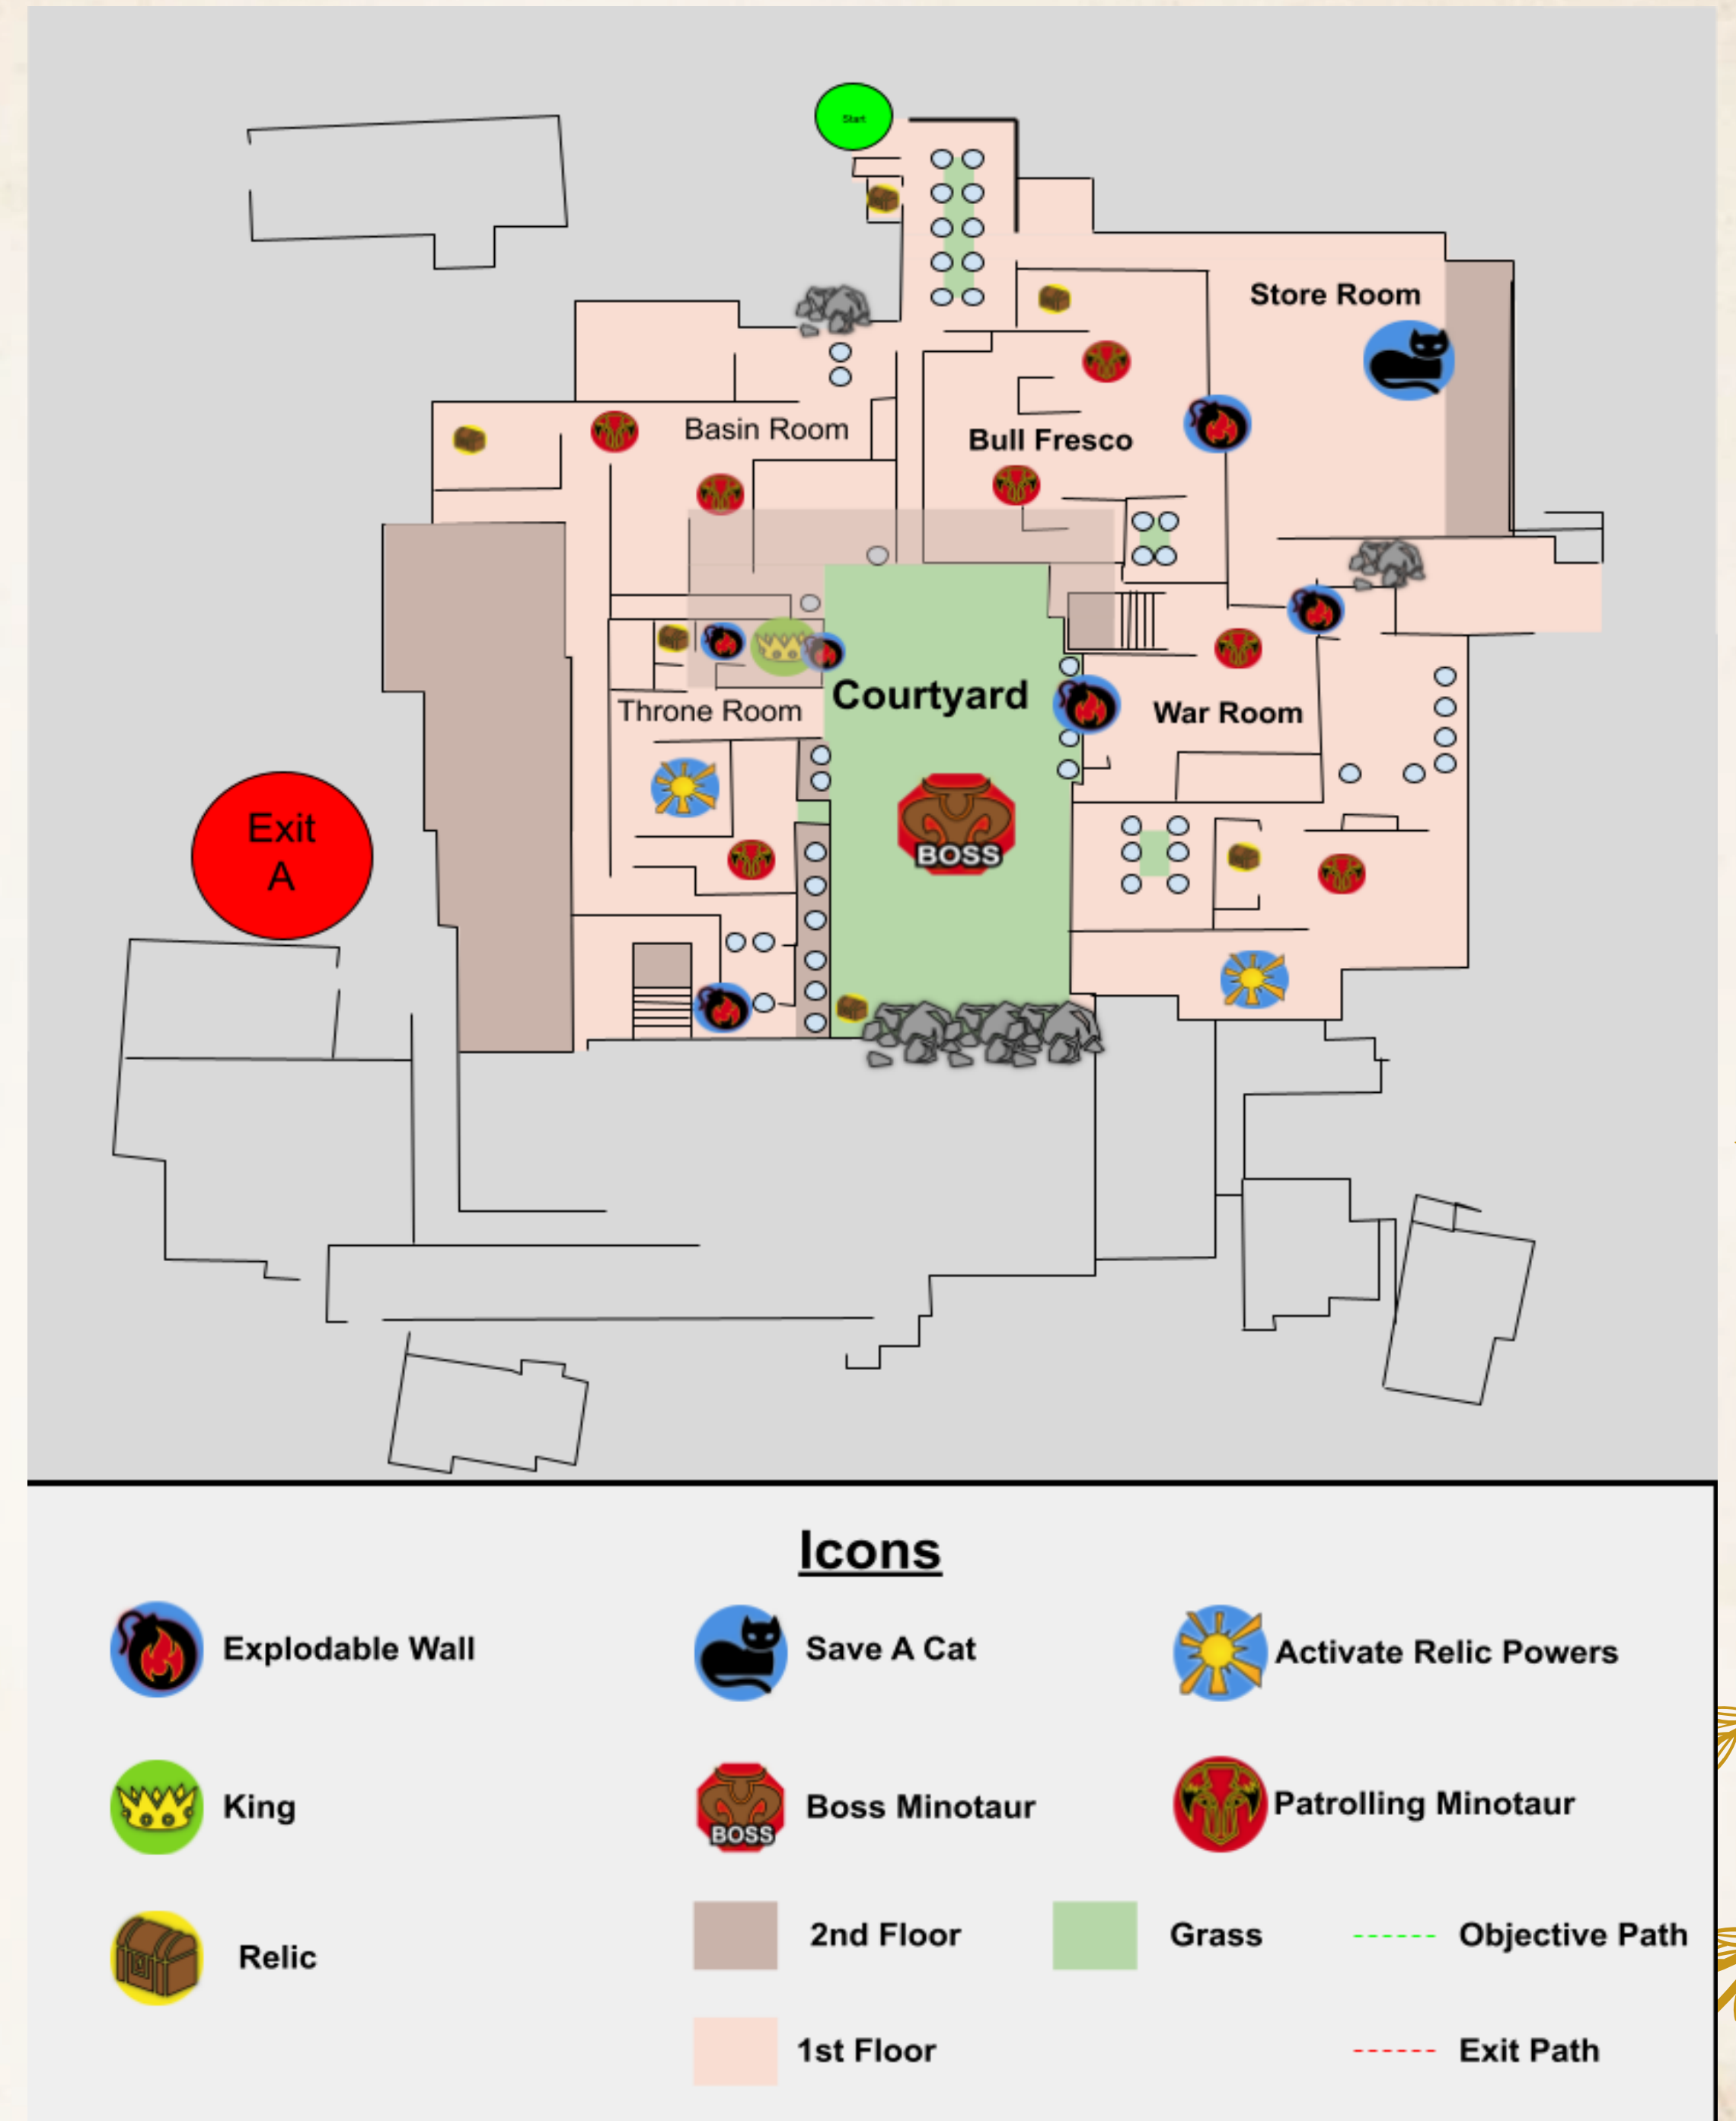 Start
Store Room
Basin Room
Bull Fresco
Throne Room
Courtyard
War Room
BOSS
Exit
A
Icons
Explodable Wall
Save A Cat
Activate Relic Powers
King
BOSS
Boss Minotaur
Patrolling Minotaur
Relic
2nd Floor
Grass
Objective Path
1st Floor
Exit Path